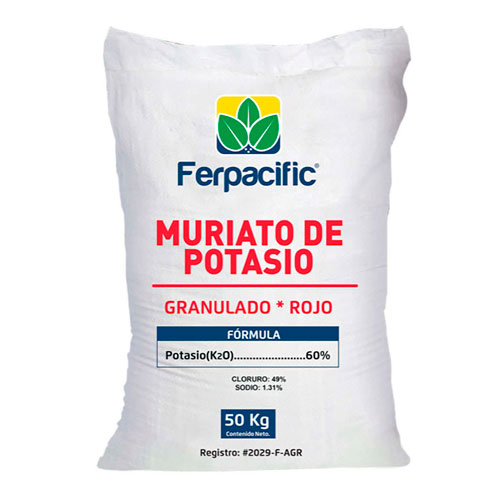 Ferpacific®
MURIATO DE
POTASIO
GRANULADO * ROJO
FÓRMULA
Potasio(K2O).......................60%
CLORURO: 49%
SODIO: 1.31%
50 Kg
Contenido Neto.
Registro: #2029-F-AGR